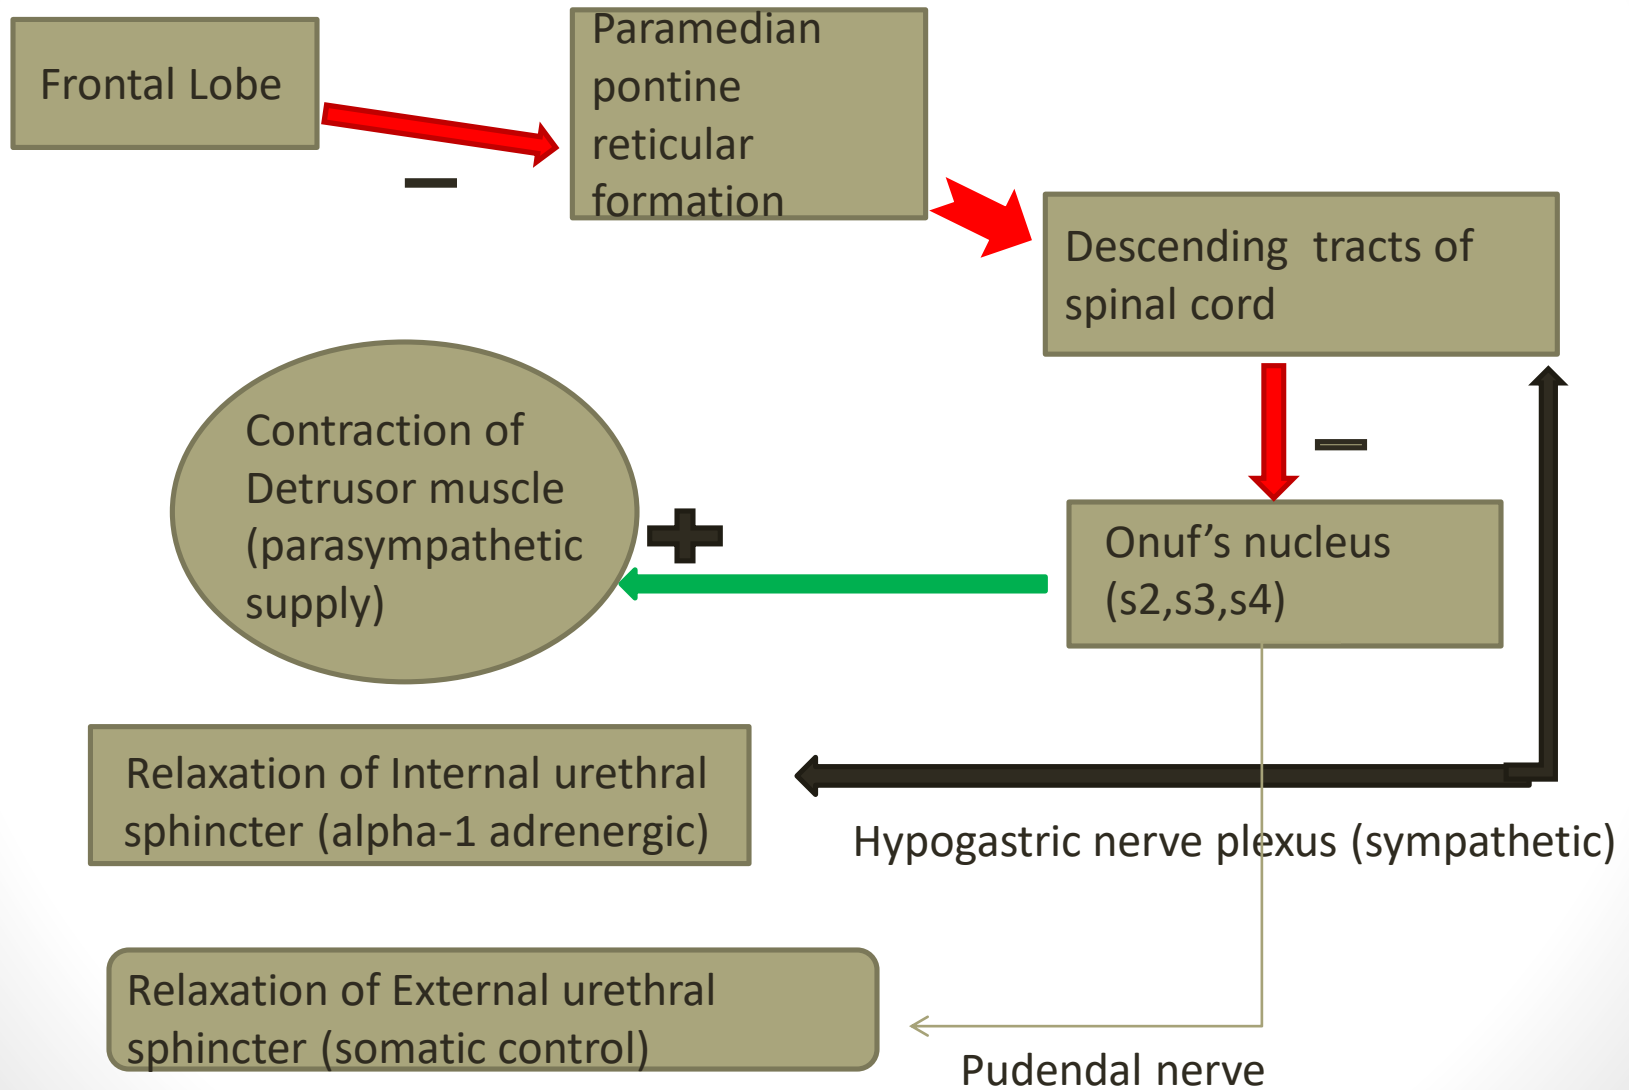 Frontal Lobe
Paramedian
pontine
reticular
formation
Descending  tracts of
spinal cord
Contraction of
Detrusor muscle
(parasympathetic
supply)
Onuf’s nucleus
(s2,s3,s4)
Relaxation of Internal urethral
sphincter (alpha-1 adrenergic)
Hypogastric nerve plexus (sympathetic)
Relaxation of External urethral
sphincter (somatic control)
Pudendal nerve